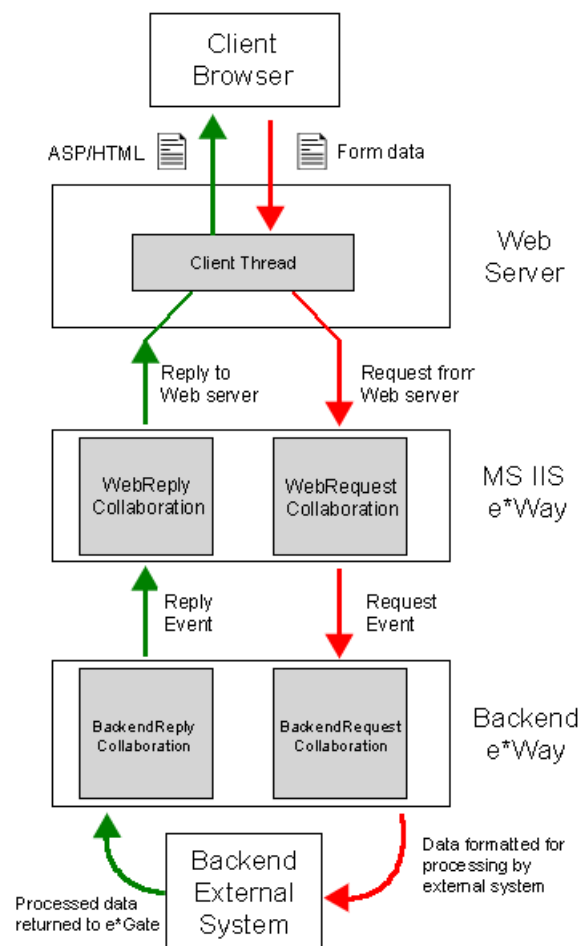 Client
Browser
ASP/HTML
Form data
Web
Server
Client Thread
Reply to
Web server
Request from
Web server
MS IIS
e*Way
WebReply
Collaboration
WebRequest
Collaboration
Reply
Event
Request
Event
Backend
e*Way
BackendReply
Collaboration
BackendRequest
Collaboration
Data formatted for
processing by
external system
Backend
External
System
Processed data
returned to e*Gate